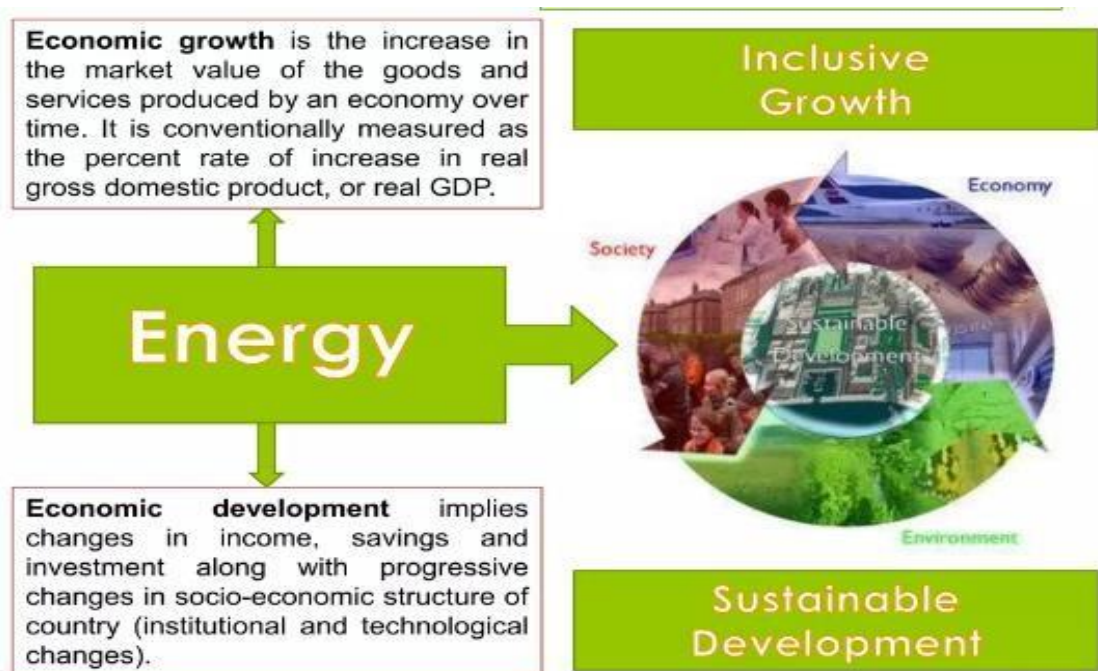 Economic growth is the increase in
the market value of the goods and
services produced by an economy over
time. It is conventionally measured as
the percent rate of increase in real
gross domestic product, or real GDP.
Inclusive
Growth
Economy
Society
Energy
Sustainable
Development
Environment
Economic development implies
changes in income, savings and
investment along with progressive
changes in socio-economic structure of
country (institutional and technological
changes).
Sustainable
Development